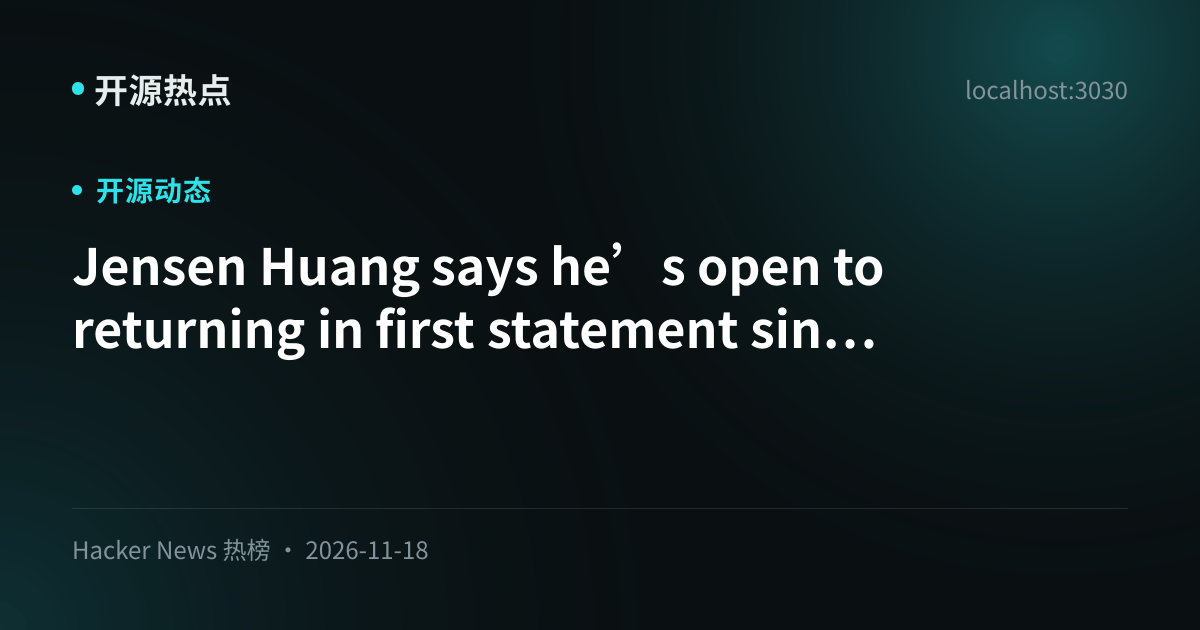 开源热点
localhost:3030
开源动态
Jensen Huang says he’s open to
returning in first statement sin…
Hacker News 热榜 · 2026-11-18